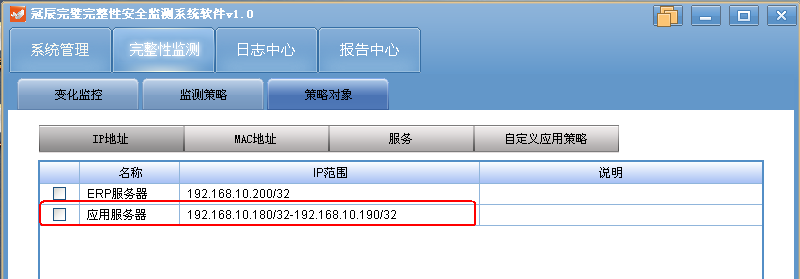 冠辰完璧完整性安全监测系统软件v1.0
系统管理 完整性监测 日志中心 报告中心
变化监控 监测策略 策略对象
IP地址 MAC地址 服务 自定义应用策略
名称 IP范围 说明
ERP服务器 192.168.10.200/32
应用服务器 192.168.10.180/32-192.168.10.190/32